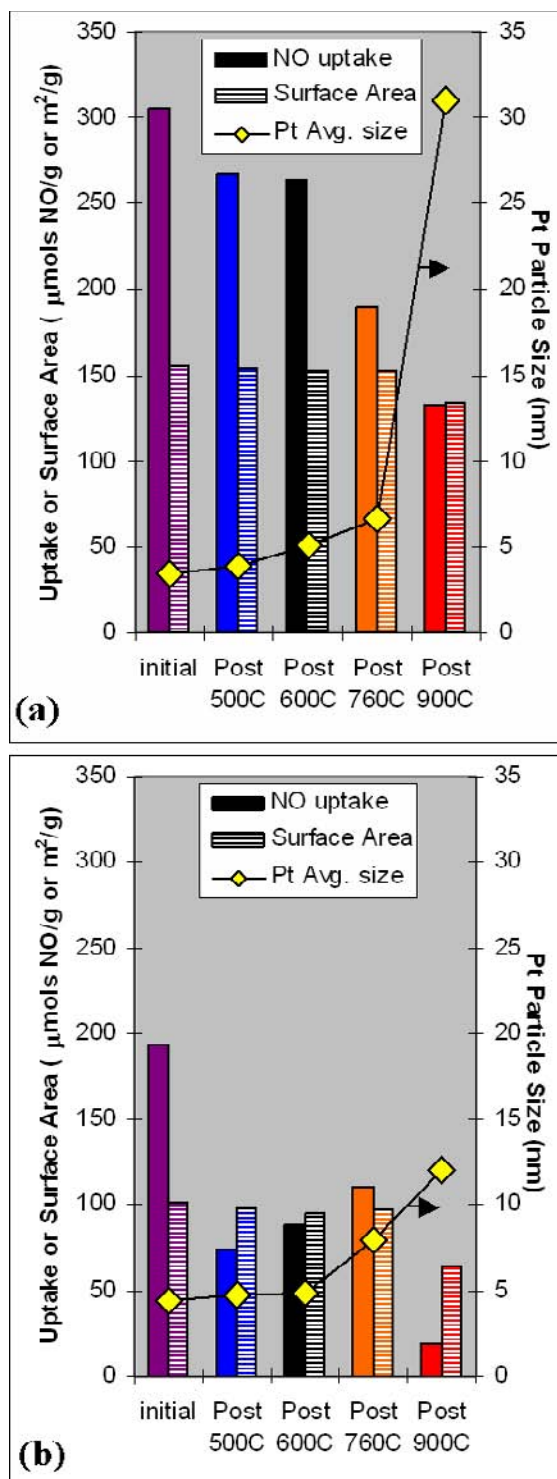 350
300
250
200
150
100
50
0
Uptake or Surface Area ( μmols NO/g or m²/g)
NO uptake
Surface Area
Pt Avg. size
35
30
25
20
15
10
5
0
Pt Particle Size (nm)
initial Post Post Post Post
500C 600C 760C 900C
(a)
350
300
250
200
150
100
50
0
Uptake or Surface Area ( μmols NO/g or m²/g)
NO uptake
Surface Area
Pt Avg. size
35
30
25
20
15
10
5
0
Pt Particle Size (nm)
initial Post Post Post Post
500C 600C 760C 900C
(b)